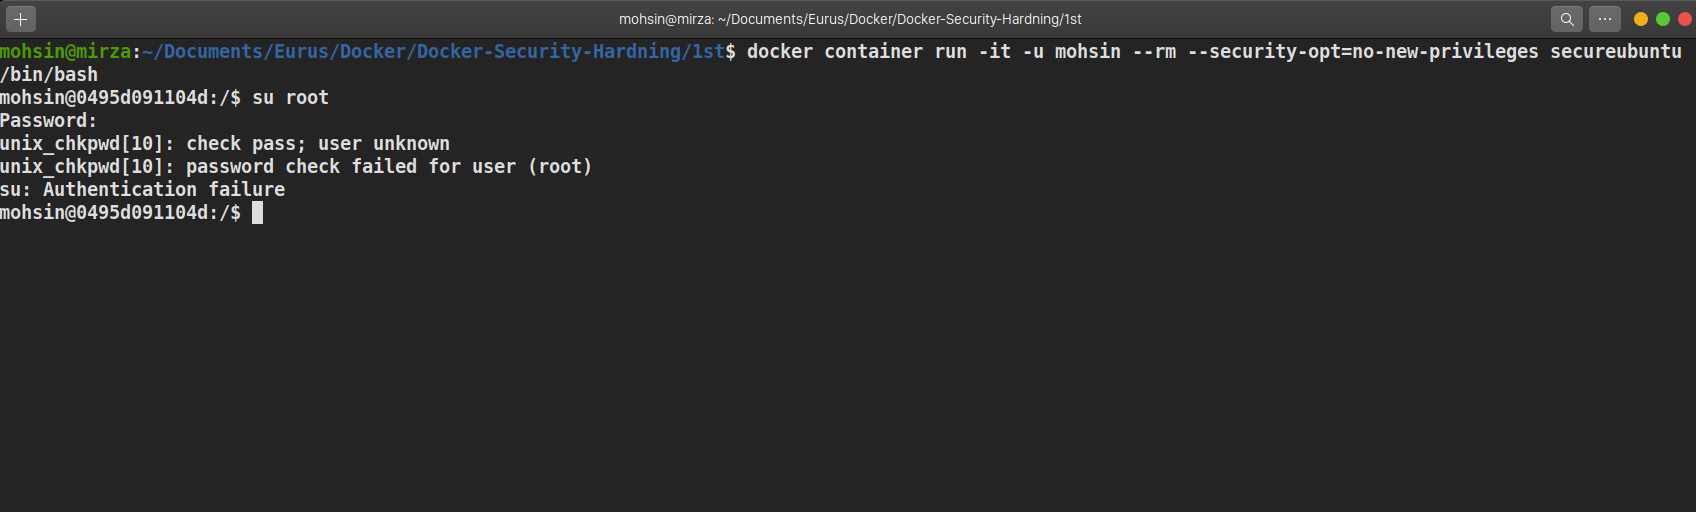 mohsin@mirza: ~/Documents/Eurus/Docker/Docker-Security-Hardning/1st
mohsin@mirza:~/Documents/Eurus/Docker/Docker-Security-Hardning/1st$ docker container run -it -u mohsin --rm --security-opt=no-new-privileges secureubuntu
/bin/bash
mohsin@0495d091104d:/$ su root
Password:
unix_chkpwd[10]: check pass; user unknown
unix_chkpwd[10]: password check failed for user (root)
su: Authentication failure
mohsin@0495d091104d:/$